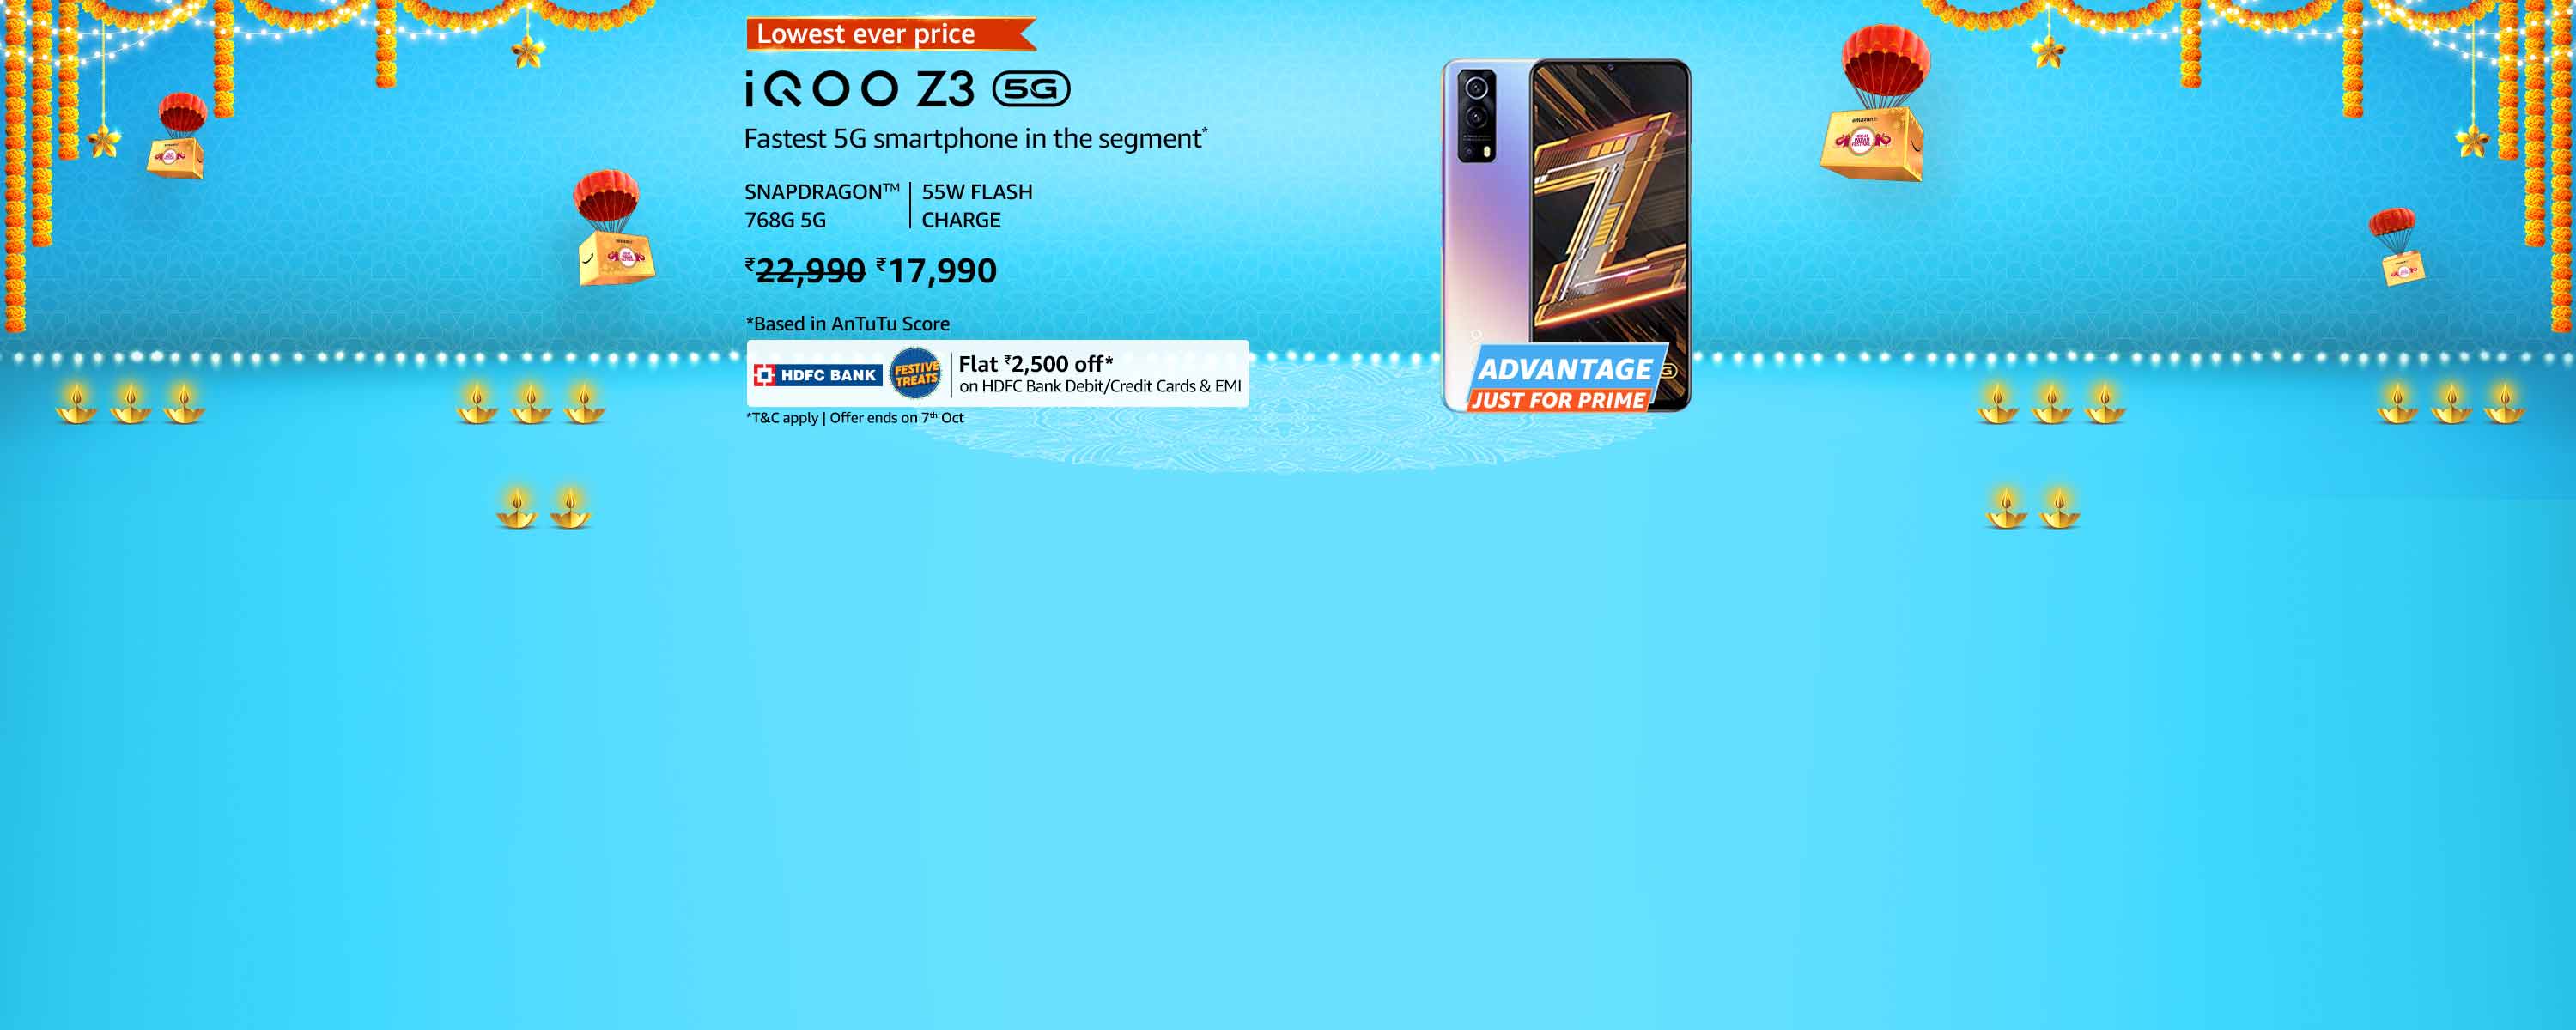 Lowest ever price
iQOO Z3 5G
Fastest 5G smartphone in the segment*
SNAPDRAGON™
768G 5G
55W FLASH
CHARGE
₹22,990 ₹17,990
*Based in AnTuTu Score
HDFC BANK
FESTIVE
TREATS
Flat ₹2,500 off*
on HDFC Bank Debit/Credit Cards & EMI
*T&C apply | Offer ends on 7th Oct
ADVANTAGE
JUST FOR PRIME